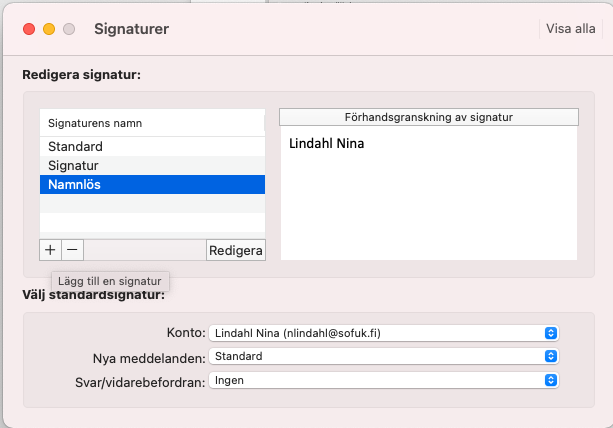 Signaturer
Visa alla
Redigera signatur:
Signaturens namn
Standard
Signatur
Namnlös
+ −
Redigera
Förhandsgranskning av signatur
Lindahl Nina
Lägg till en signatur
Välj standardsignatur:
Konto: Lindahl Nina (nlindahl@sofuk.fi)
Nya meddelanden: Standard
Svar/vidarebefordran: Ingen